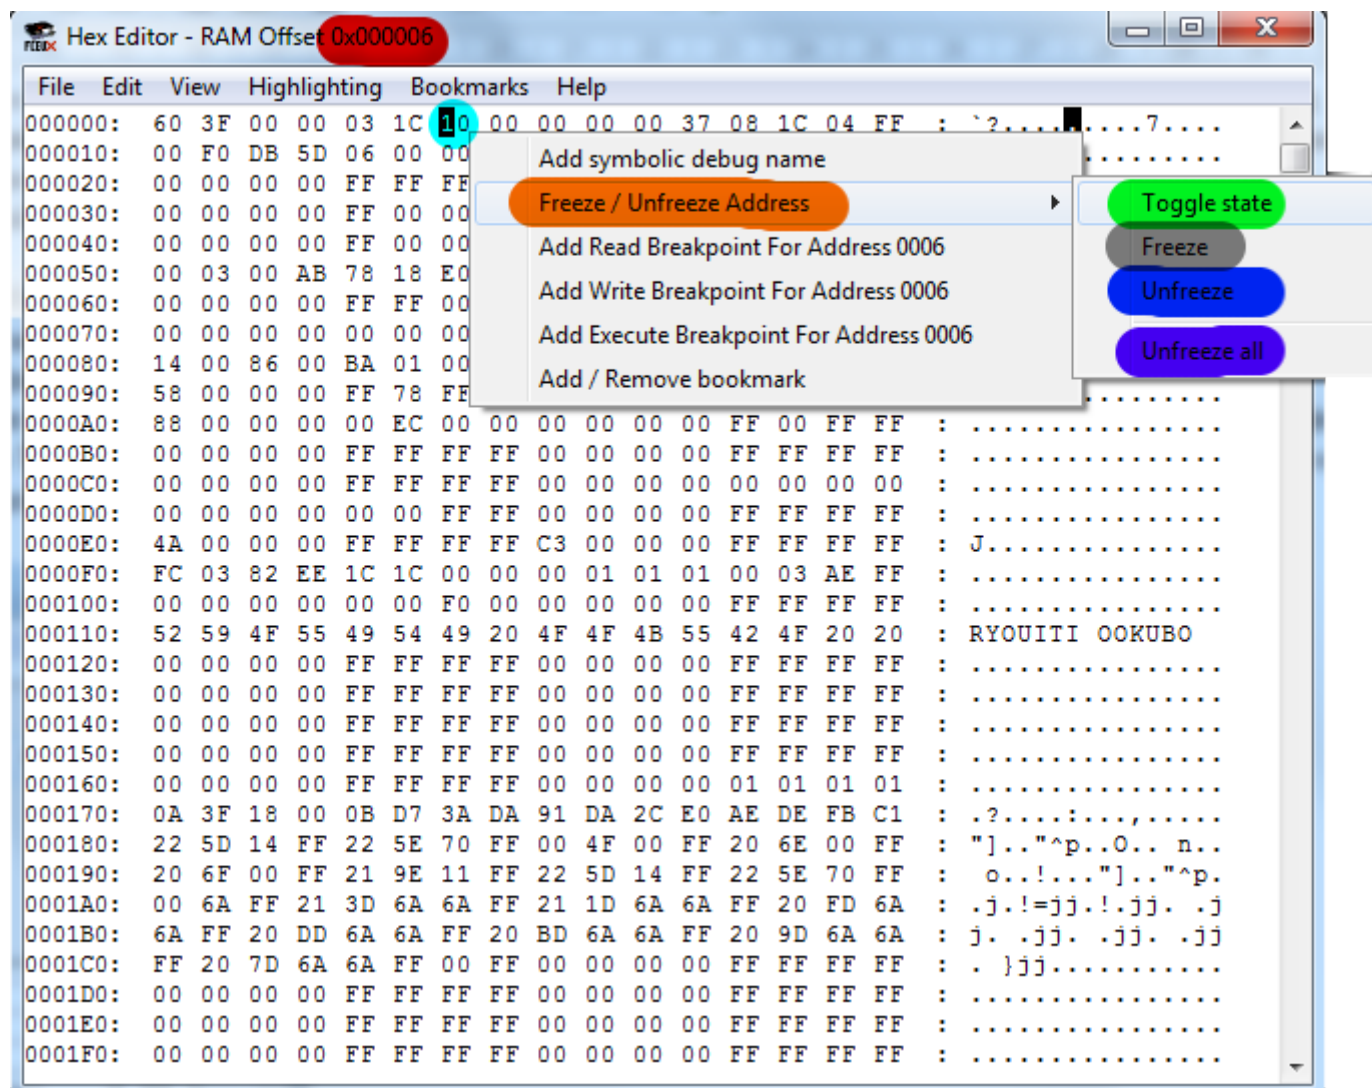 Hex Editor - RAM Offset 0x000006
File Edit View Highlighting Bookmarks Help
000000: 60 3F 00 00 03 1C 10 00 00 00 00 37 08 1C 04 FF : `?.........7....
000010: 00 F0 DB 5D 06 00 00 .........
Add symbolic debug name
000020: 00 00 00 00 FF FF FF
Freeze / Unfreeze Address
Toggle state
000030: 00 00 00 00 FF 00 00
000040: 00 00 00 00 FF 00 00
Add Read Breakpoint For Address 0006
Freeze
000050: 00 03 00 AB 78 18 E0
Add Write Breakpoint For Address 0006
Unfreeze
000060: 00 00 00 00 FF FF 00
000070: 00 00 00 00 00 00 00
Add Execute Breakpoint For Address 0006
Unfreeze all
000080: 14 00 86 00 BA 01 00
Add / Remove bookmark
000090: 58 00 00 00 FF 78 FF .........
0000A0: 88 00 00 00 00 EC 00 00 00 00 00 00 FF 00 FF FF : ................
0000B0: 00 00 00 00 FF FF FF FF 00 00 00 00 FF FF FF FF : ................
0000C0: 00 00 00 00 FF FF FF FF 00 00 00 00 00 00 00 00 : ................
0000D0: 00 00 00 00 00 00 FF FF 00 00 00 00 FF FF FF FF : ................
0000E0: 4A 00 00 00 FF FF FF FF C3 00 00 00 FF FF FF FF : J...............
0000F0: FC 03 82 EE 1C 1C 00 00 00 01 01 01 00 03 AE FF : ................
000100: 00 00 00 00 00 00 F0 00 00 00 00 00 FF FF FF FF : ................
000110: 52 59 4F 55 49 54 49 20 4F 4F 4B 55 42 4F 20 20 : RYOUITI OOKUBO
000120: 00 00 00 00 FF FF FF FF 00 00 00 00 FF FF FF FF : ................
000130: 00 00 00 00 FF FF FF FF 00 00 00 00 FF FF FF FF : ................
000140: 00 00 00 00 FF FF FF FF 00 00 00 00 FF FF FF FF : ................
000150: 00 00 00 00 FF FF FF FF 00 00 00 00 FF FF FF FF : ................
000160: 00 00 00 00 FF FF FF FF 00 00 00 00 01 01 01 01 : ................
000170: 0A 3F 18 00 0B D7 3A DA 91 DA 2C E0 AE DE FB C1 : .?....:...,.....
000180: 22 5D 14 FF 22 5E 70 FF 00 4F 00 FF 20 6E 00 FF : "].."^p..O.. n..
000190: 20 6F 00 FF 21 9E 11 FF 22 5D 14 FF 22 5E 70 FF :  o..!..."].."^p.
0001A0: 00 6A FF 21 3D 6A 6A FF 21 1D 6A 6A FF 20 FD 6A : .j.!=jj.!.jj. .j
0001B0: 6A FF 20 DD 6A 6A FF 20 BD 6A 6A FF 20 9D 6A 6A : j. .jj. .jj. .jj
0001C0: FF 20 7D 6A 6A FF 00 FF 00 00 00 00 FF FF FF FF : . }jj...........
0001D0: 00 00 00 00 FF FF FF FF 00 00 00 00 FF FF FF FF : ................
0001E0: 00 00 00 00 FF FF FF FF 00 00 00 00 FF FF FF FF : ................
0001F0: 00 00 00 00 FF FF FF FF 00 00 00 00 FF FF FF FF : ................